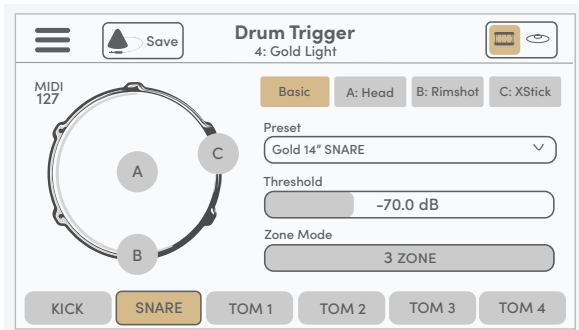 Save
Drum Trigger
4: Gold Light
MIDI
127
Basic
A: Head
B: Rimshot
C: XStick
Preset
Gold 14” SNARE
Threshold
-70.0 dB
Zone Mode
3 ZONE
A
C
B
KICK
SNARE
TOM 1
TOM 2
TOM 3
TOM 4